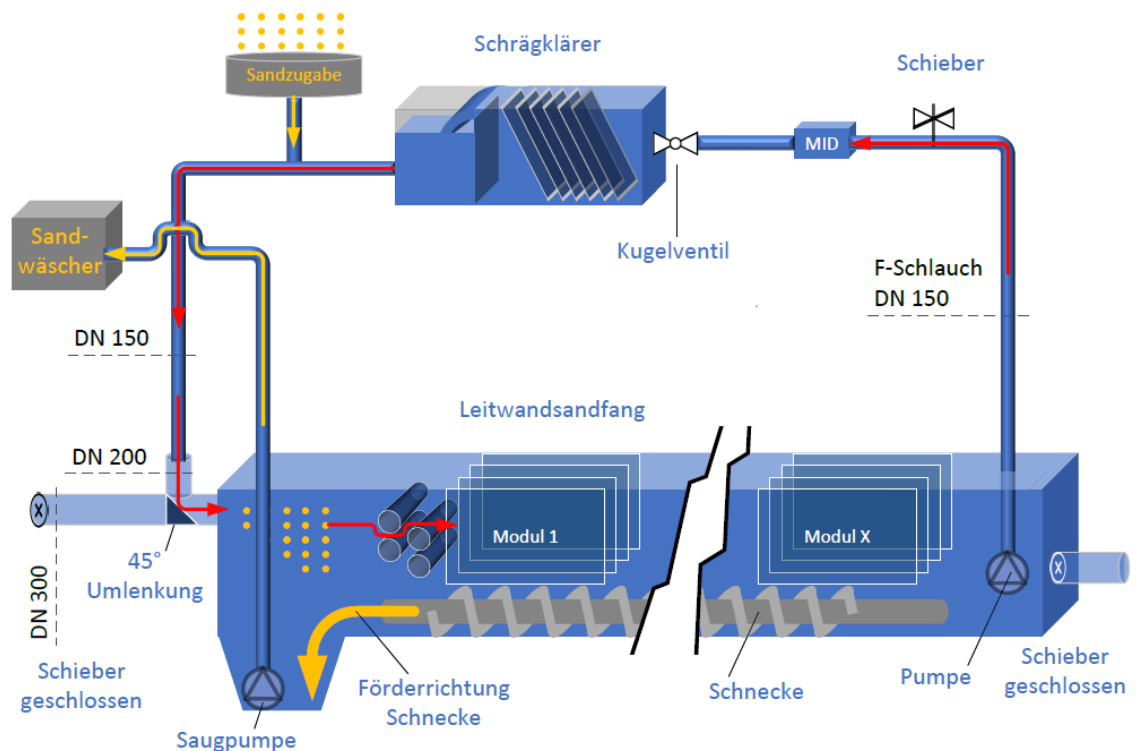 Schrägklärer
Schieber
Sandzugabe
MID
Sand-
wäscher
Kugelventil
F-Schlauch
DN 150
DN 150
Leitwandsandfang
DN 200
Modul 1
Modul X
45°
Umlenkung
DN 300
Schieber
geschlossen
Förderrichtung
Schnecke
Schnecke
Pumpe
Schieber
geschlossen
Saugpumpe